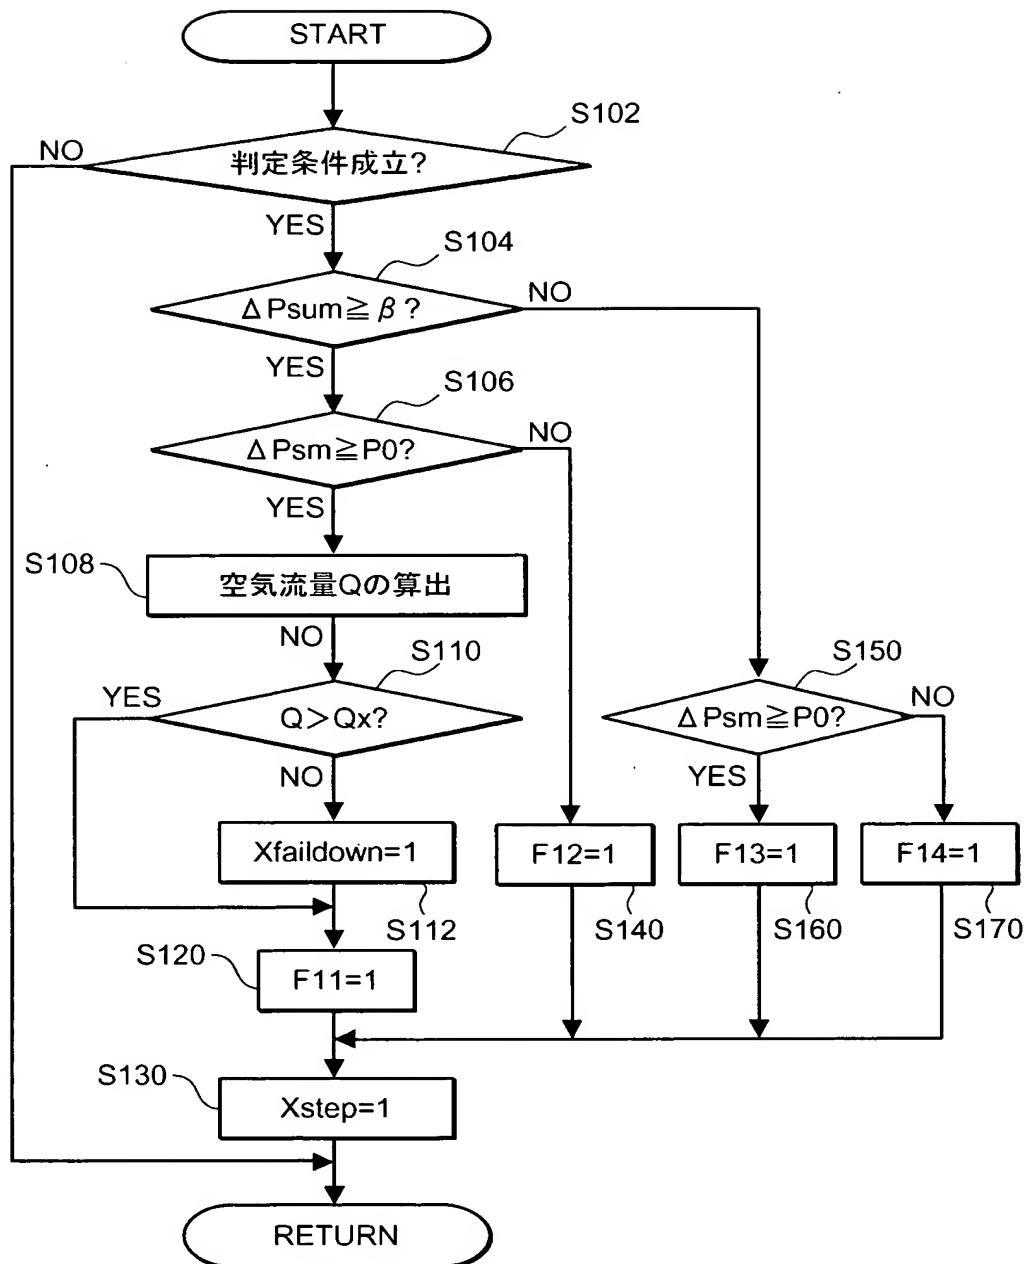 START
S102
NO
判定条件成立?
YES
S104
NO
ΔPsum≧β?
YES
S106
NO
ΔPsm≧P0?
YES
S108
空気流量Qの算出
NO
S110
S150
YES
NO
Q>Qx?
ΔPsm≧P0?
NO
YES
Xfaildown=1
F12=1
F13=1
F14=1
S112
S140
S160
S170
S120
F11=1
S130
Xstep=1
RETURN